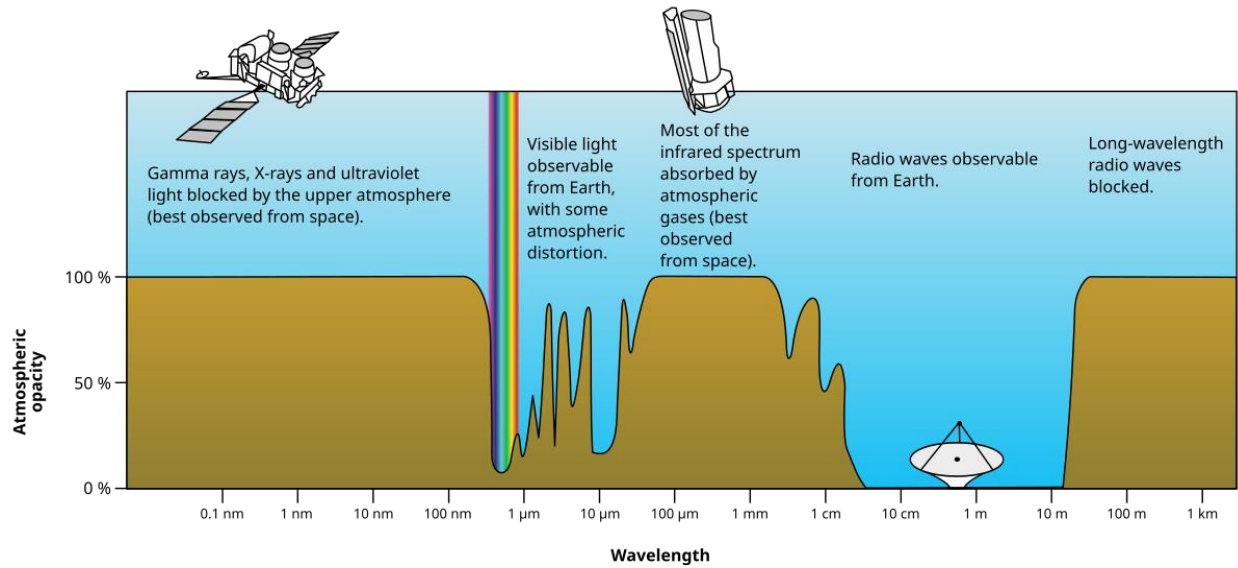 Gamma rays, X-rays and ultraviolet
light blocked by the upper atmosphere
(best observed from space).
Visible light
observable
from Earth,
with some
atmospheric
distortion.
Most of the
infrared spectrum
absorbed by
atmospheric
gases (best
observed
from space).
Radio waves observable
from Earth.
Long-wavelength
radio waves
blocked.
Atmospheric
opacity
100 %
50 %
0 %
0.1 nm 1 nm 10 nm 100 nm 1 μm 10 μm 100 μm 1 mm 1 cm 10 cm 1 m 10 m 100 m 1 km
Wavelength